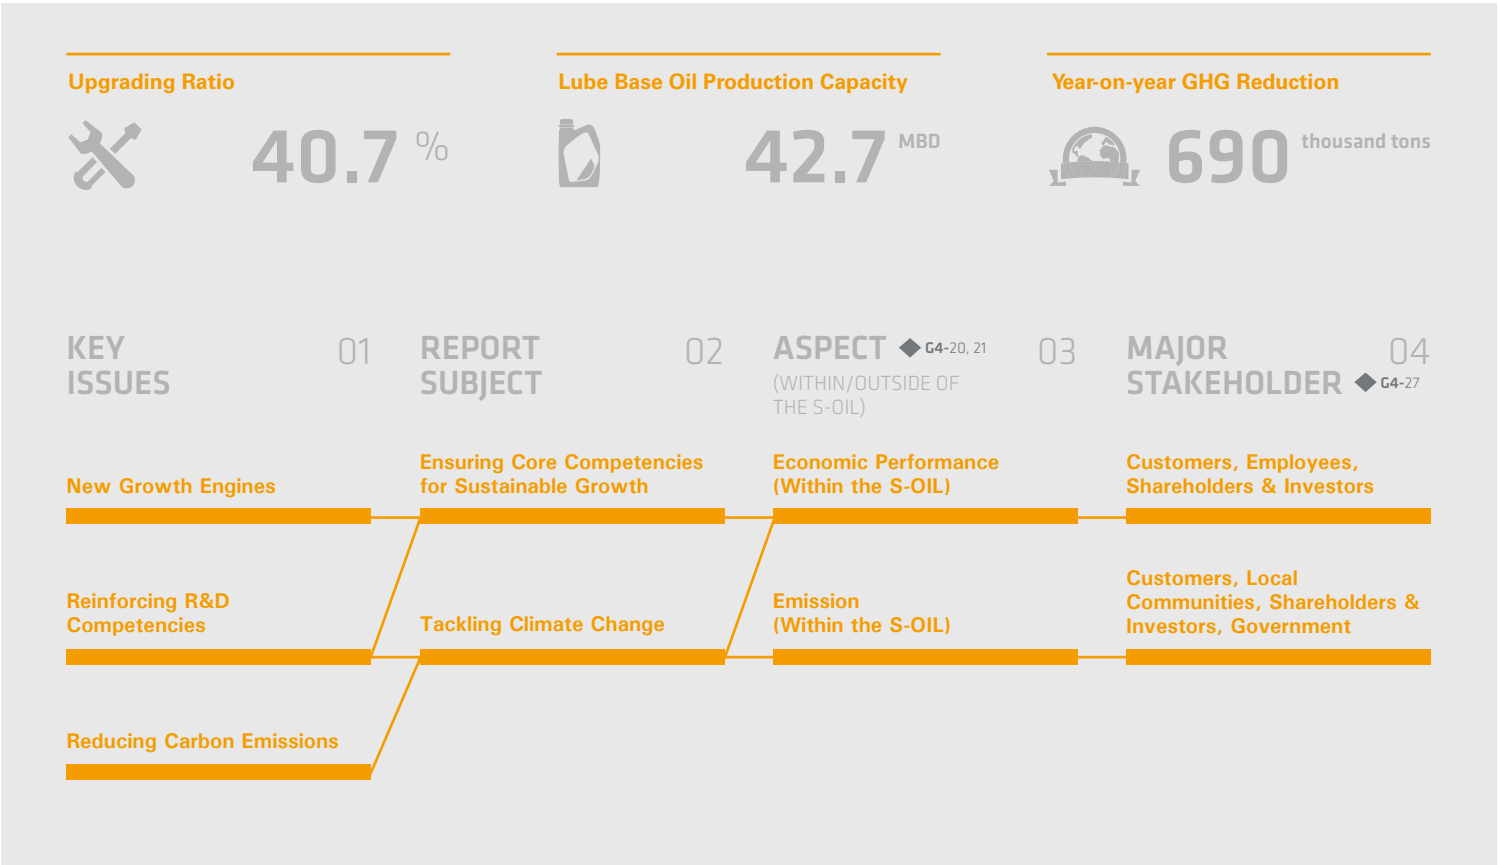 Upgrading Ratio
40.7 %
Lube Base Oil Production Capacity
42.7 MBD
Year-on-year GHG Reduction
690 thousand tons
KEY
ISSUES
01
REPORT
SUBJECT
02
ASPECT G4-20, 21
(WITHIN/OUTSIDE OF
THE S-OIL)
03
MAJOR
STAKEHOLDER G4-27
04
New Growth Engines
Ensuring Core Competencies
for Sustainable Growth
Economic Performance
(Within the S-OIL)
Customers, Employees,
Shareholders & Investors
Reinforcing R&D
Competencies
Tackling Climate Change
Emission
(Within the S-OIL)
Customers, Local
Communities, Shareholders &
Investors, Government
Reducing Carbon Emissions